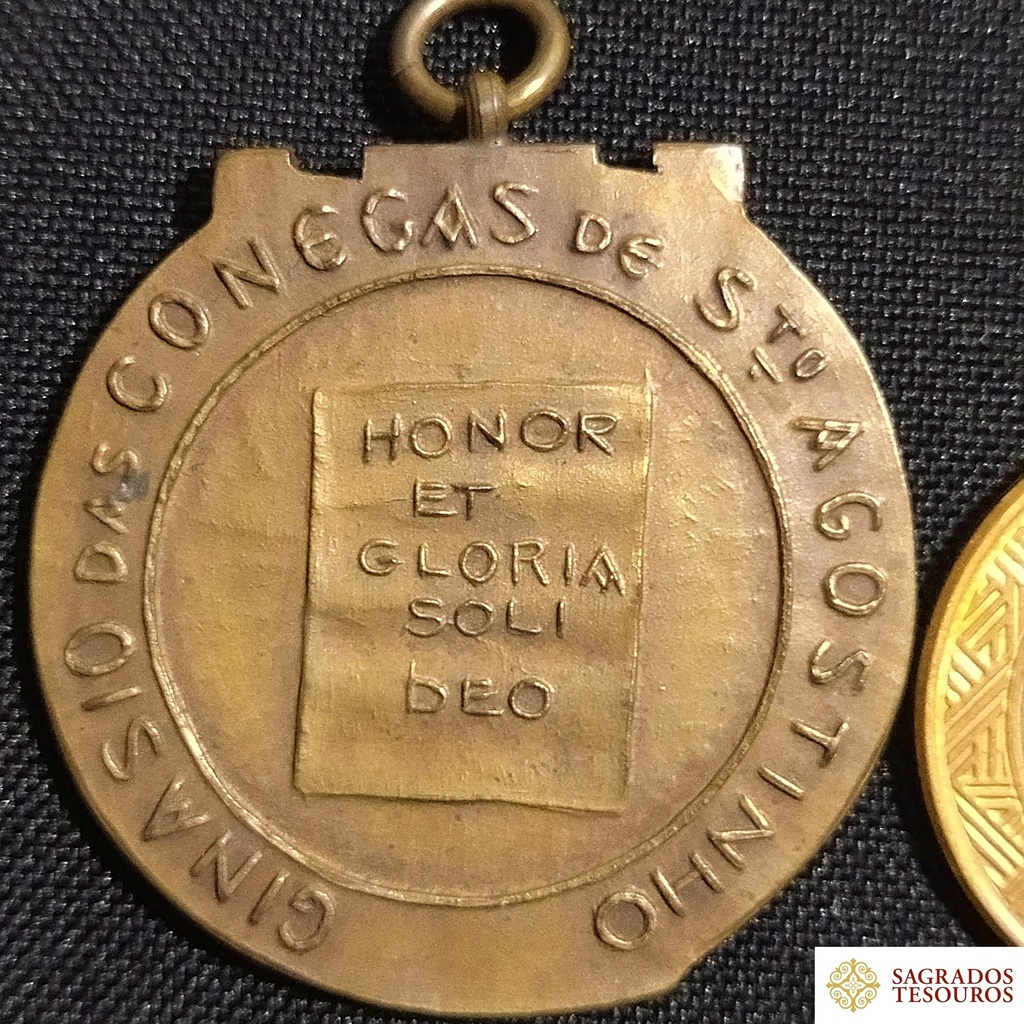 GINASIO DAS CONEGAS DE STO AGOSTINHO
HONOR
ET
GLORIA
SOLI
DEO
SAGRADOS
TESOUROS